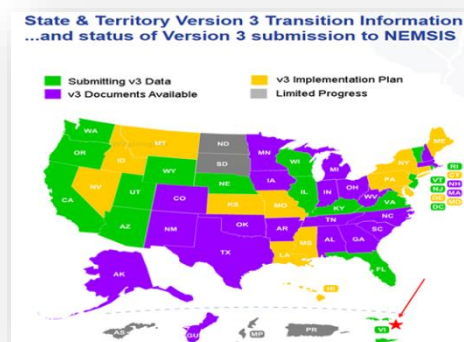 State & Territory Version 3 Transition Information
...and status of Version 3 submission to NEMSIS
Submitting v3 Data
v3 Implementation Plan
v3 Documents Available
Limited Progress
WA
MT
ND
MN
ME
OR
ID
SD
WI
MI
NY
WY
IA
PA
RI
NV
NE
IL
IN
OH
VT
CT
UT
CO
KS
MO
KY
WV
VA
NJ
NH
CA
DE
MA
AZ
NM
OK
AR
TN
NC
DC
MD
SC
MS
AL
GA
TX
LA
AK
FL
HI
AS
GU
MP
PR
VI